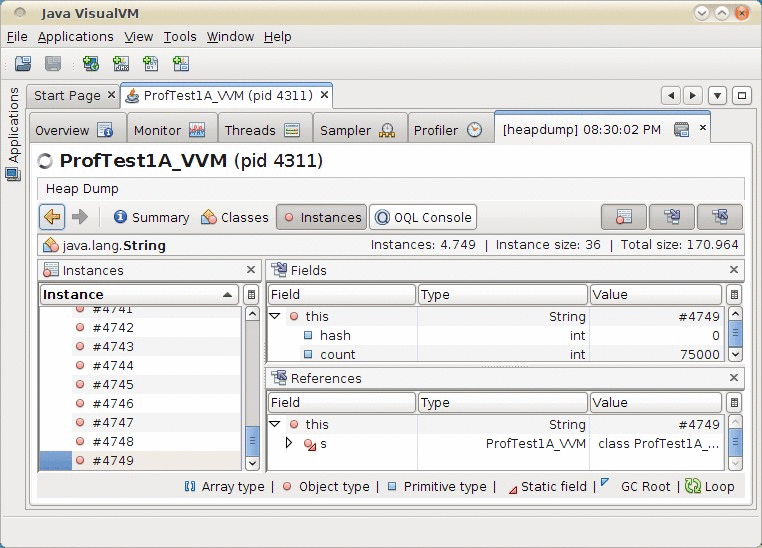 Java VisualVM
File Applications View Tools Window Help
Applications
Start Page ProfTest1A_VVM (pid 4311)
Overview Monitor Threads Sampler Profiler [heapdump] 08:30:02 PM
ProfTest1A_VVM (pid 4311)
Heap Dump
Summary Classes Instances OQL Console
java.lang.String Instances: 4.749 | Instance size: 36 | Total size: 170.964
Instances
Instance
#4741
#4742
#4743
#4744
#4745
#4746
#4747
#4748
#4749
Fields
Field Type Value
this String #4749
hash int 0
count int 75000
References
Field Type Value
this String #4749
s ProfTest1A_VVM class ProfTest1A_...
Array type | Object type | Primitive type | Static field | GC Root | Loop